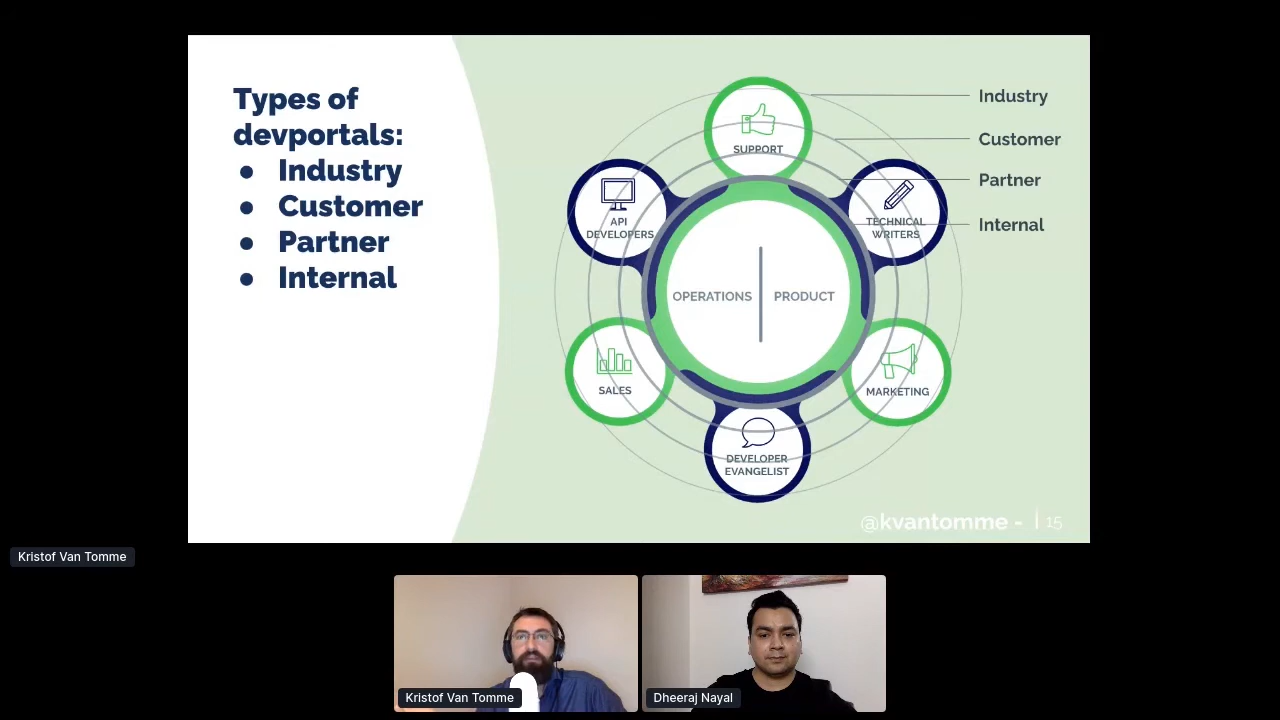 Types of
devportals:
● Industry
● Customer
● Partner
● Internal
Industry
Customer
Partner
Internal
SUPPORT
API
DEVELOPERS
TECHNICAL
WRITERS
OPERATIONS
PRODUCT
SALES
MARKETING
DEVELOPER
EVANGELIST
@kvantomme - | 15
Kristof Van Tomme
Kristof Van Tomme
Dheeraj Nayal